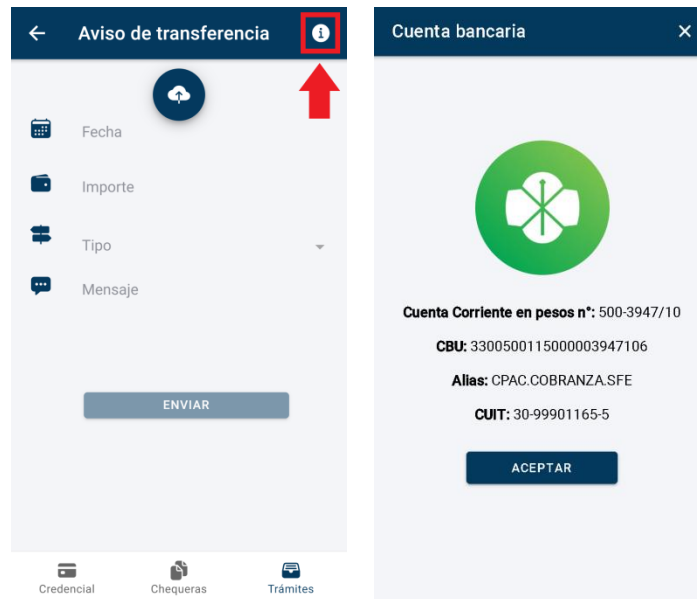 Aviso de transferencia
Fecha
Importe
Tipo
Mensaje
ENVIAR
Credencial
Chequeras
Trámites
Cuenta bancaria
Cuenta Corriente en pesos n°: 500-3947/10
CBU: 3300500115000003947106
Alias: CPAC.COBRANZA.SFE
CUIT: 30-99901165-5
ACEPTAR